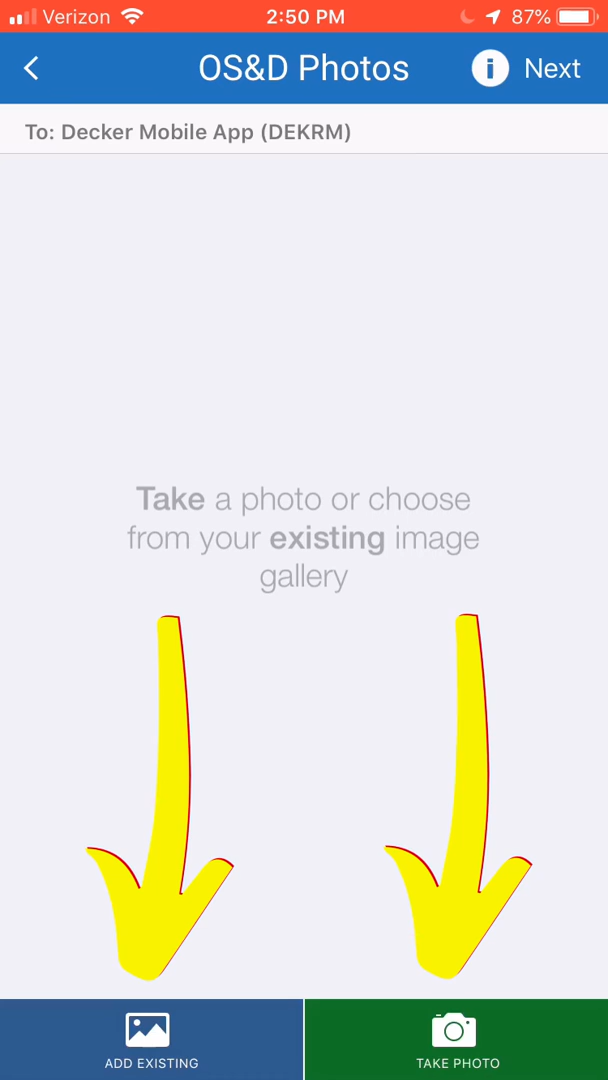 Verizon 2:50 PM 87%
OS&D Photos i Next
To: Decker Mobile App (DEKRM)
Take a photo or choose
from your existing image
gallery
ADD EXISTING TAKE PHOTO